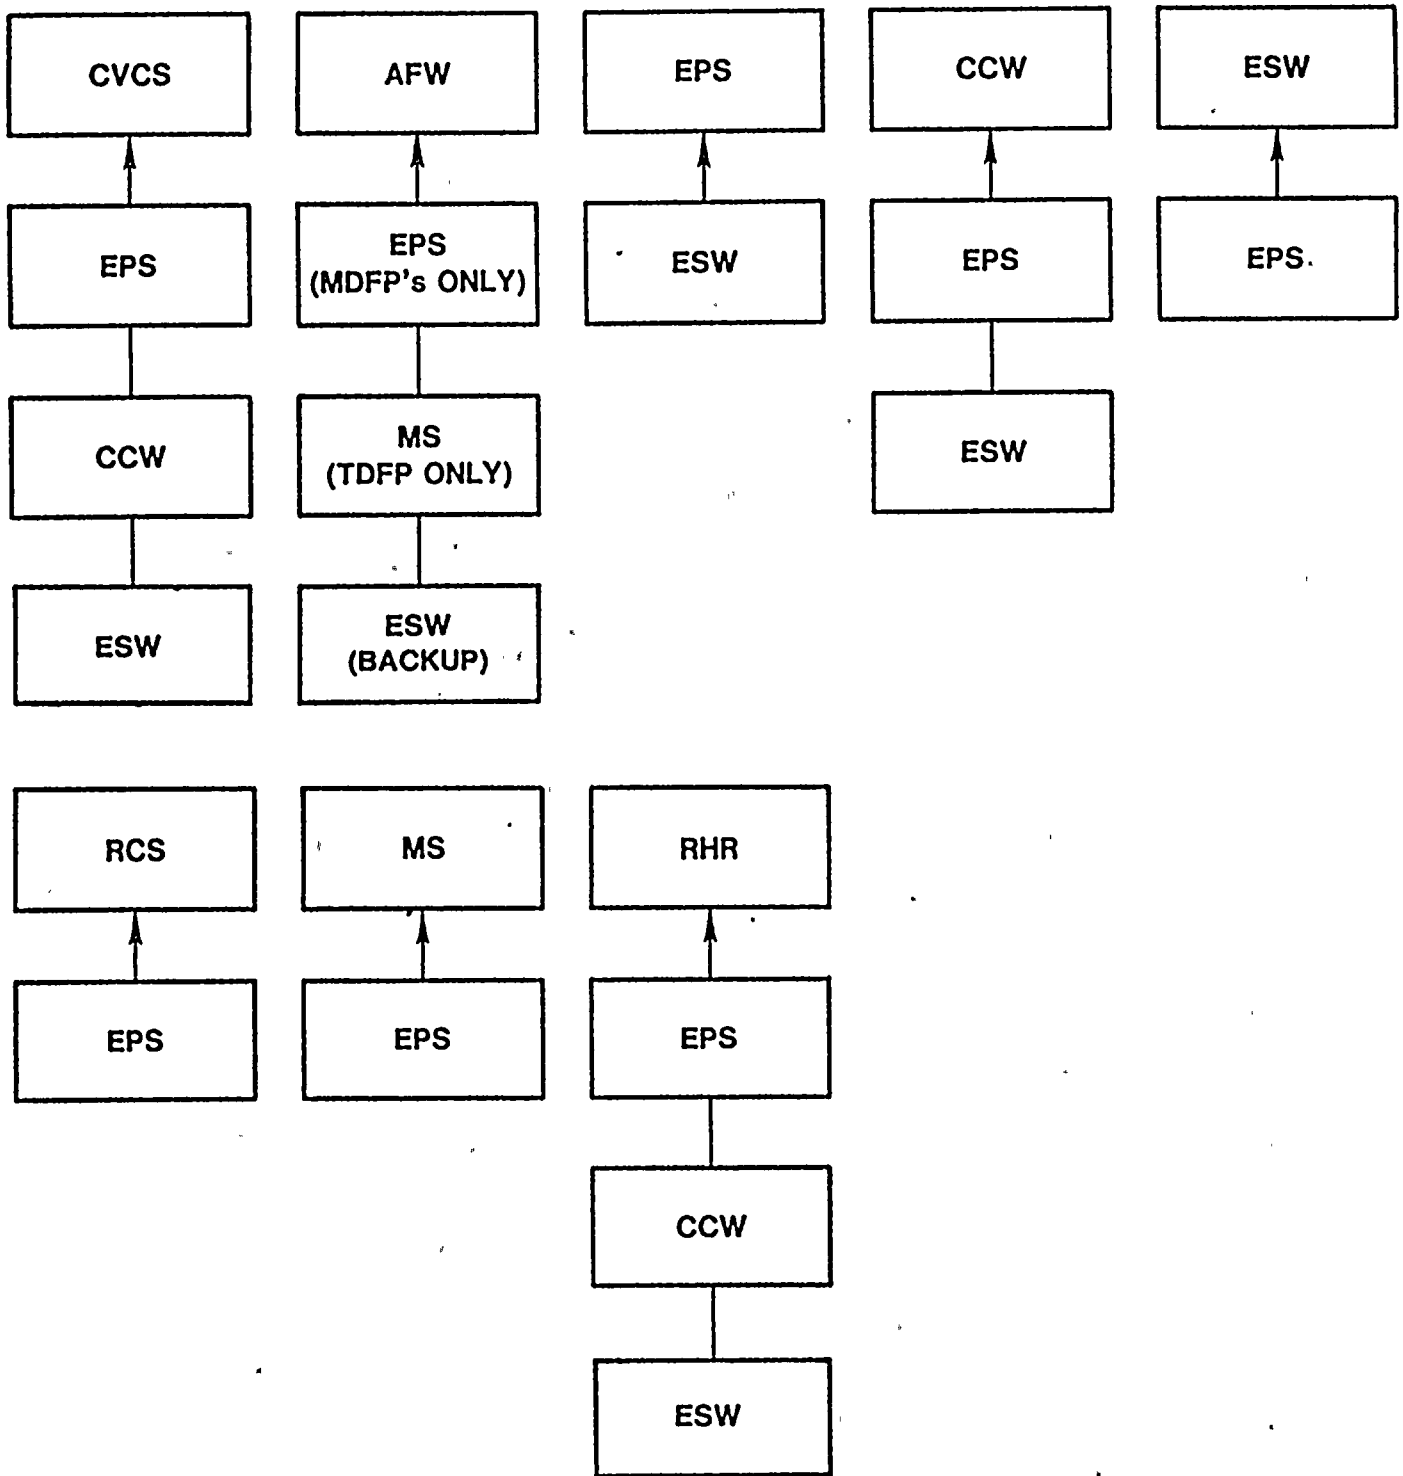 CVCS
EPS
CCW
ESW
AFW
EPS
(MDFP's ONLY)
MS
(TDFP ONLY)
ESW
(BACKUP)
EPS
ESW
CCW
EPS
ESW
ESW
EPS
RCS
EPS
MS
EPS
RHR
EPS
CCW
ESW